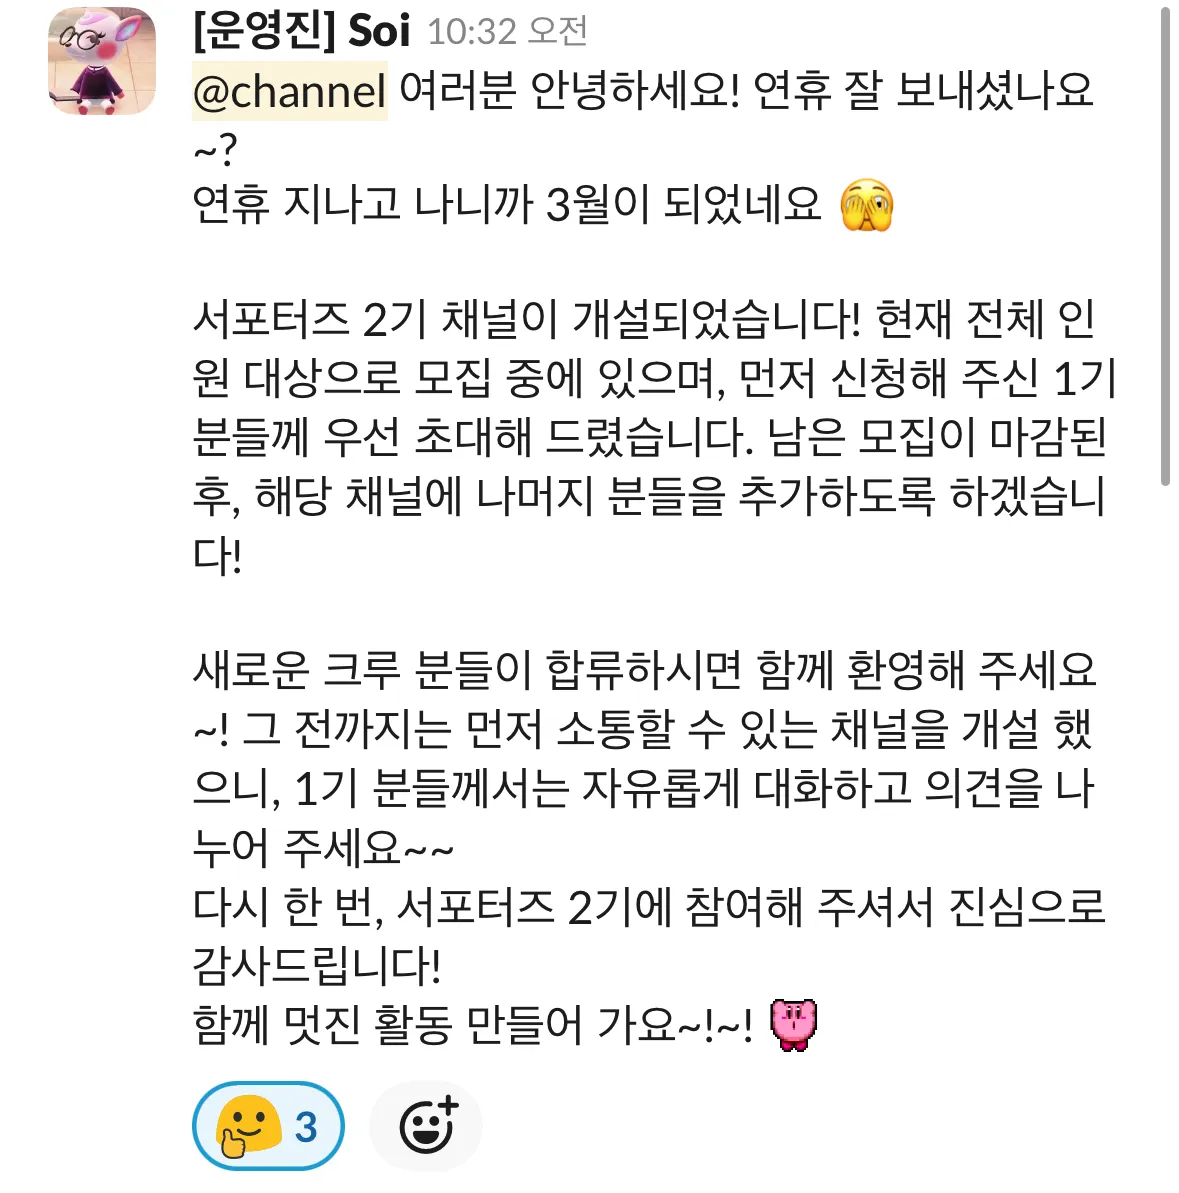 [운영진] Soi 10:32 오전
@channel 여러분 안녕하세요! 연휴 잘 보내셨나요
~?
연휴 지나고 나니까 3월이 되었네요
서포터즈 2기 채널이 개설되었습니다! 현재 전체 인
원 대상으로 모집 중에 있으며, 먼저 신청해 주신 1기
분들께 우선 초대해 드렸습니다. 남은 모집이 마감된
후, 해당 채널에 나머지 분들을 추가하도록 하겠습니
다!
새로운 크루 분들이 합류하시면 함께 환영해 주세요
~! 그 전까지는 먼저 소통할 수 있는 채널을 개설 했
으니, 1기 분들께서는 자유롭게 대화하고 의견을 나
누어 주세요~~
다시 한 번, 서포터즈 2기에 참여해 주셔서 진심으로
감사드립니다!
함께 멋진 활동 만들어 가요~!~!
3